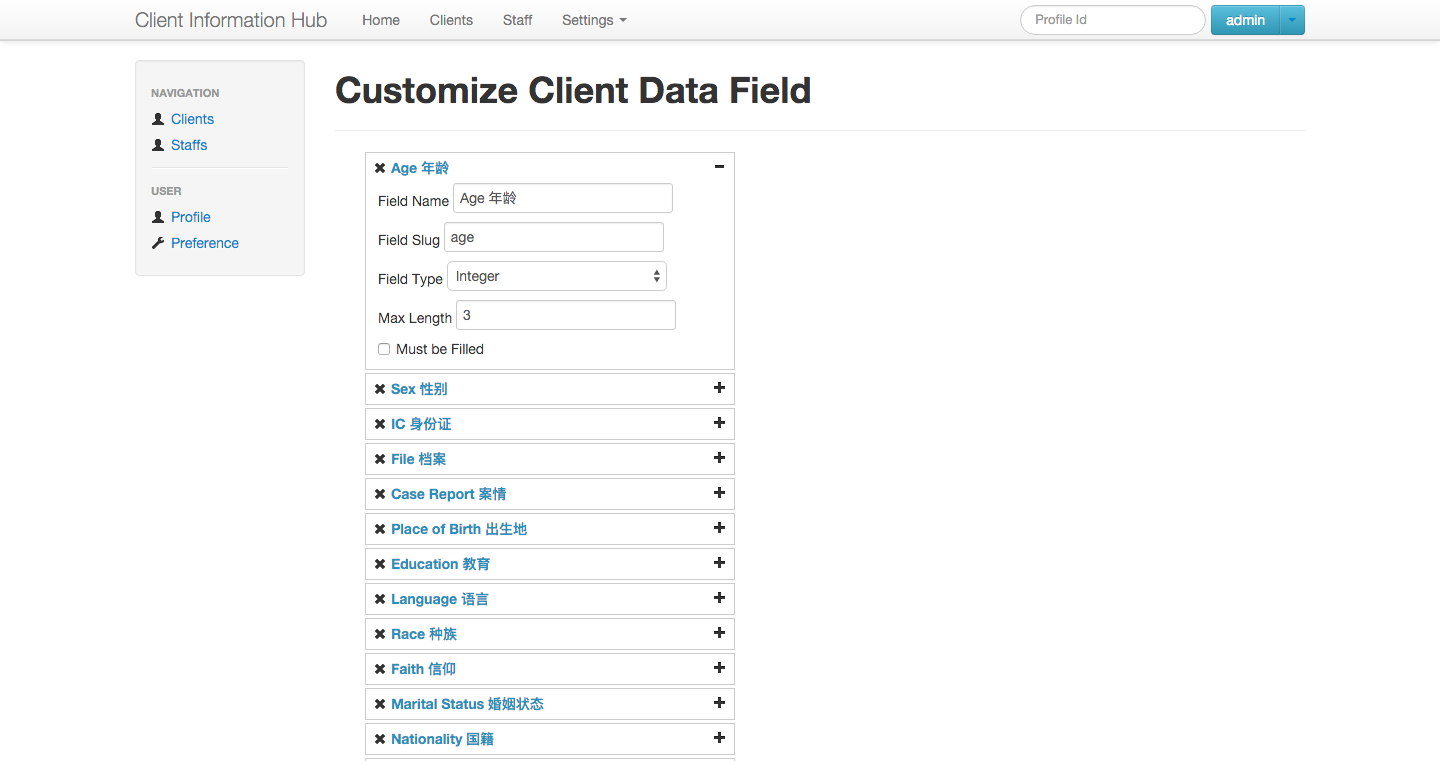 Client Information Hub Home Clients Staff Settings Profile Id admin
NAVIGATION
Clients
Staffs
USER
Profile
Preference
Customize Client Data Field
Age 年龄
Field Name Age 年龄
Field Slug age
Field Type Integer
Max Length 3
Must be Filled
Sex 性别
IC 身份证
File 档案
Case Report 案情
Place of Birth 出生地
Education 教育
Language 语言
Race 种族
Faith 信仰
Marital Status 婚姻状态
Nationality 国籍